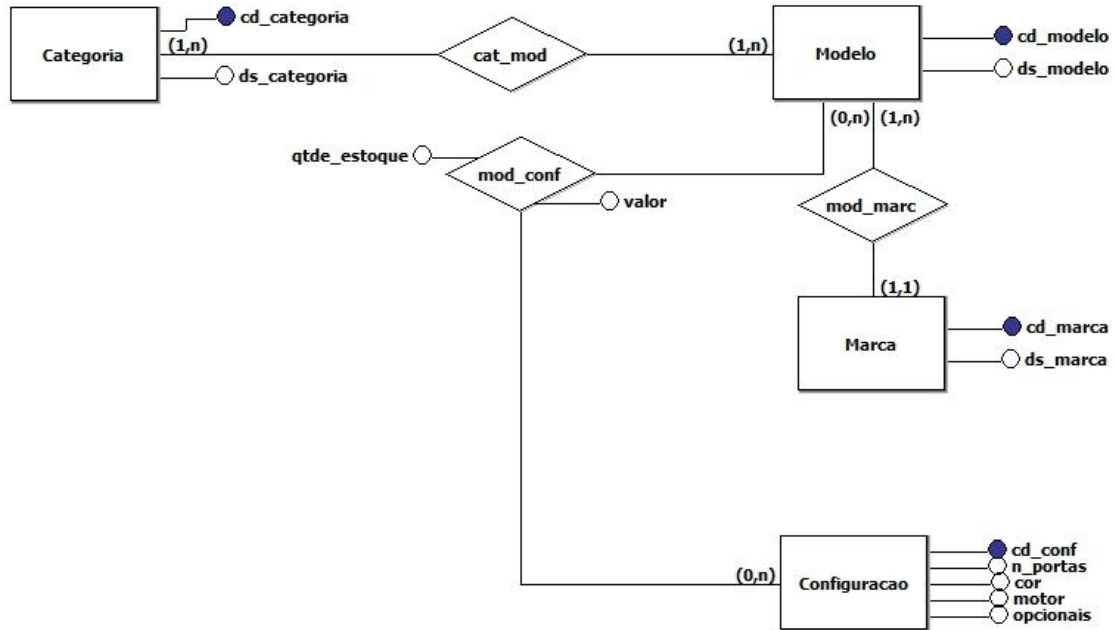 cd_categoria
Categoria
(1,n)
ds_categoria
cat_mod
(1,n)
Modelo
cd_modelo
ds_modelo
(0,n)
(1,n)
qtde_estoque
mod_conf
valor
mod_marc
(1,1)
Marca
cd_marca
ds_marca
(0,n)
Configuracao
cd_conf
n_portas
cor
motor
opcionais